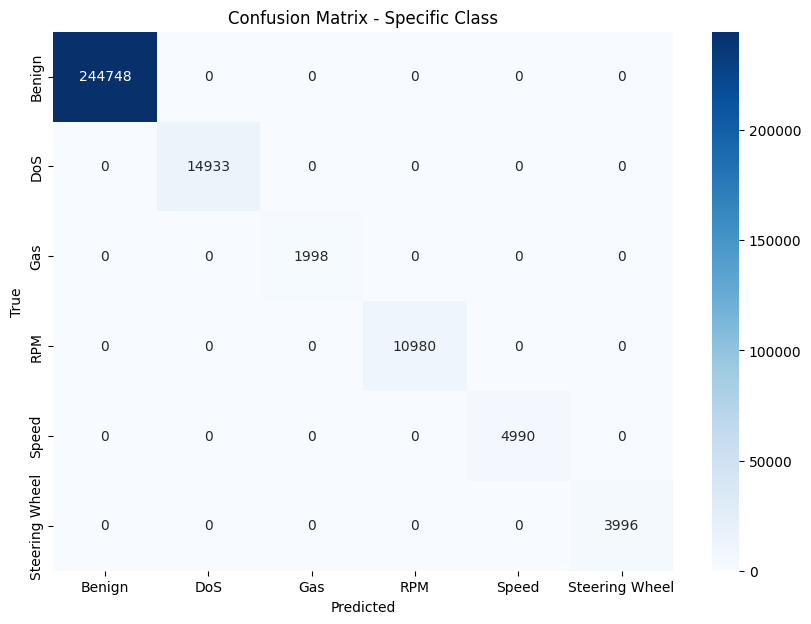 Confusion Matrix - Specific Class
Benign 244748 0 0 0 0 0
DoS 0 14933 0 0 0 0
Gas 0 0 1998 0 0 0
RPM 0 0 0 10980 0 0
Speed 0 0 0 0 4990 0
Steering Wheel 0 0 0 0 0 3996
True
Benign DoS Gas RPM Speed Steering Wheel
Predicted
200000
150000
100000
50000
0